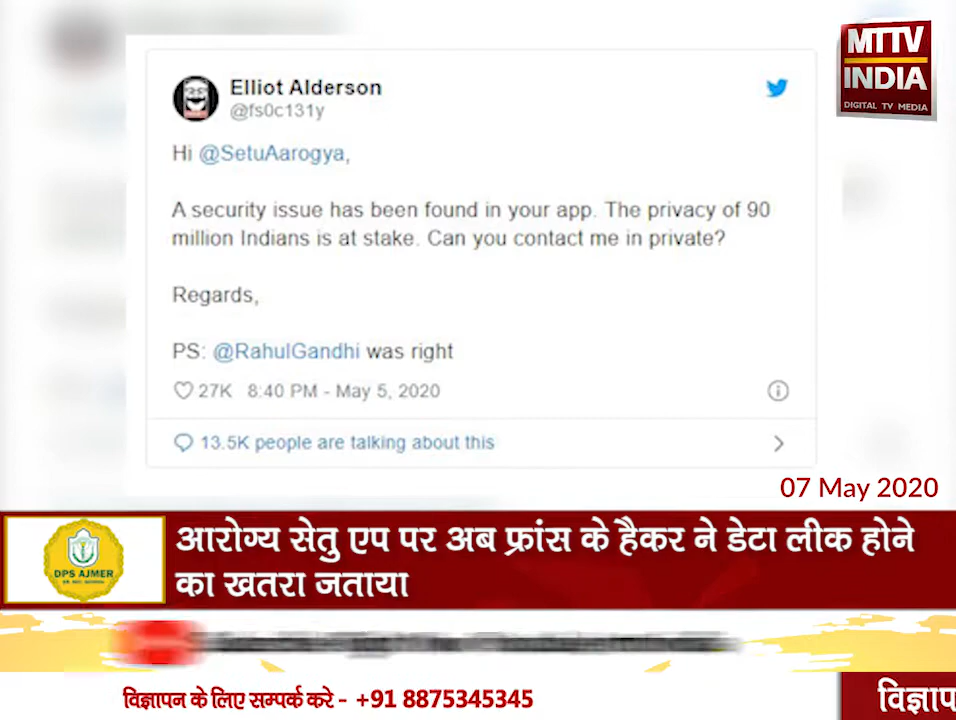 MTTV
INDIA
DIGITAL TV MEDIA
Elliot Alderson
@fs0c131y
Hi @SetuAarogya,
A security issue has been found in your app. The privacy of 90
million Indians is at stake. Can you contact me in private?
Regards,
PS: @RahulGandhi was right
27K 8:40 PM - May 5, 2020
13.5K people are talking about this
07 May 2020
DPS AJMER
आरोग्य सेतु एप पर अब फ्रांस के हैकर ने डेटा लीक होने
का खतरा जताया
विज्ञापन के लिए सम्पर्क करे - +91 8875345345
विज्ञाप